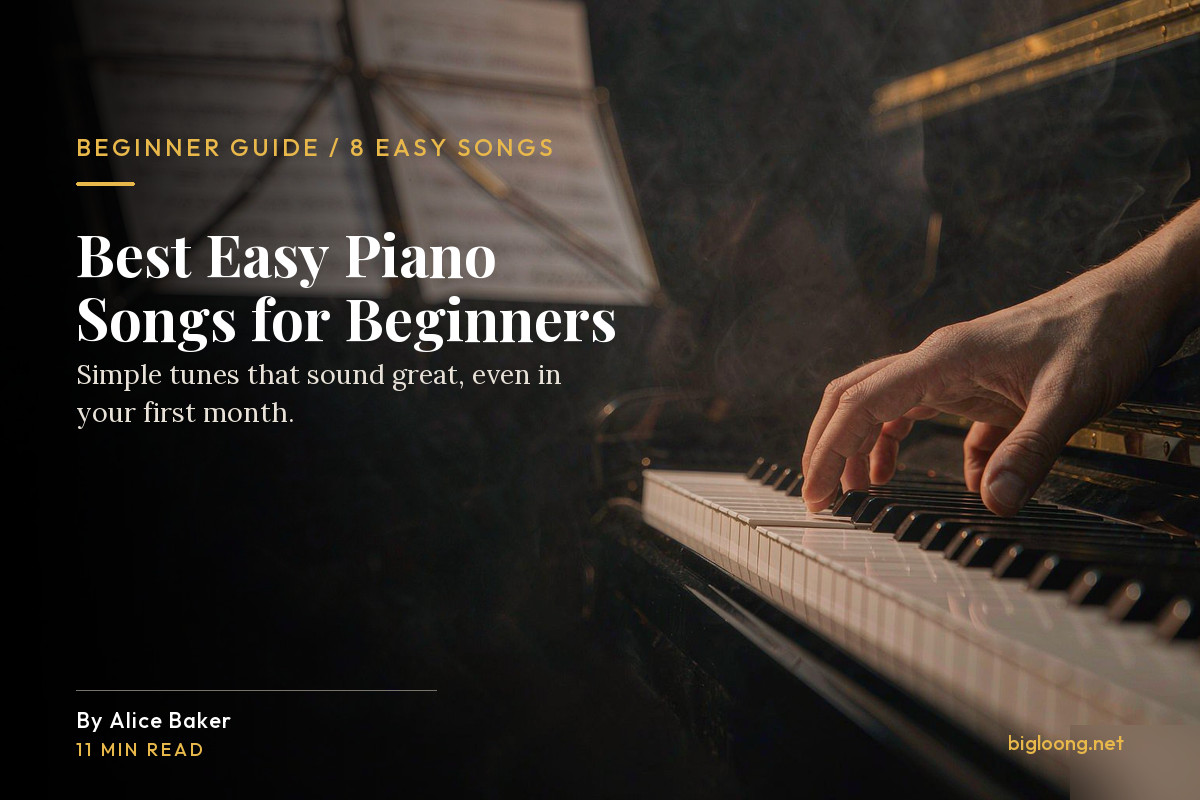 BEGINNER GUIDE / 8 EASY SONGS
Best Easy Piano
Songs for Beginners
Simple tunes that sound great, even in
your first month.
By Alice Baker
11 MIN READ
bigloong.net